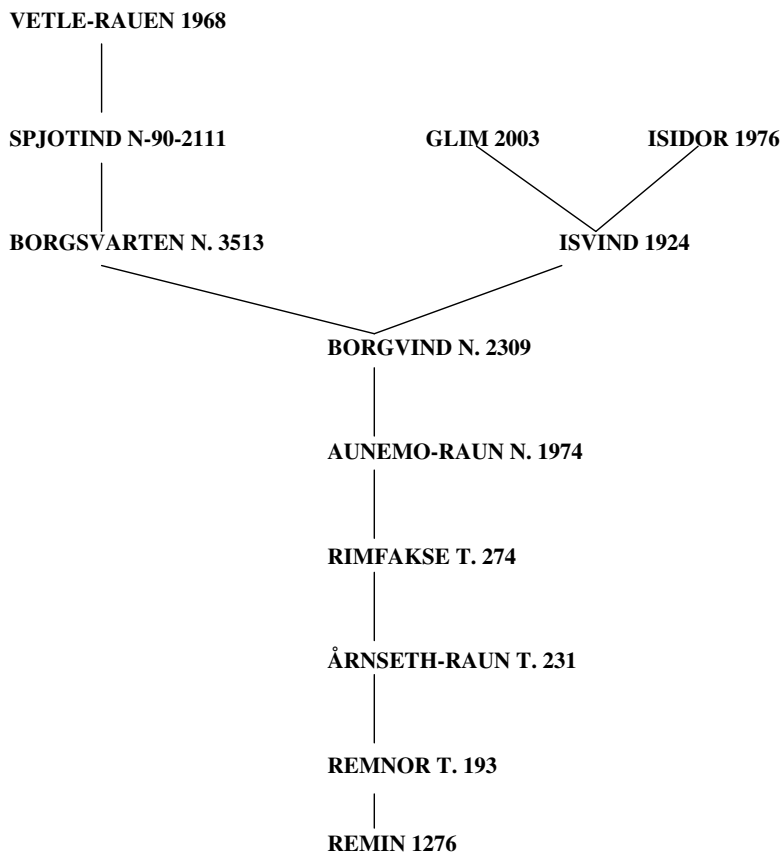 VETLE-RAUEN 1968
SPJOTIND N-90-2111 GLIM 2003 ISIDOR 1976
BORGSVARTEN N. 3513 ISVIND 1924
BORGVIND N. 2309
AUNEMO-RAUN N. 1974
RIMFAKSE T. 274
ÅRNSETH-RAUN T. 231
REMNOR T. 193
REMIN 1276